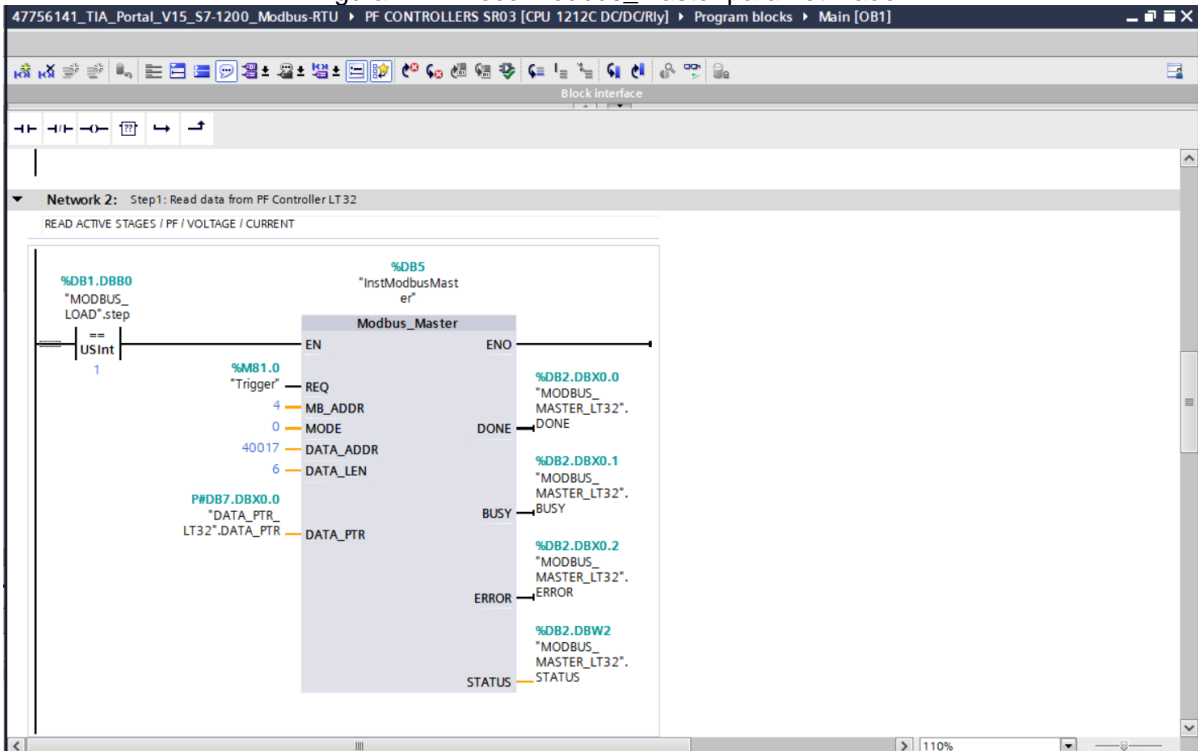 47756141_TIA_Portal_V15_S7-1200_Modbus-RTU ▸ PF CONTROLLERS SR03 [CPU 1212C DC/DC/Rly] ▸ Program blocks ▸ Main [OB1]
Block interface
??
Network 2: Step1: Read data from PF Controller LT32
READ ACTIVE STAGES / PF / VOLTAGE / CURRENT
%DB1.DBB0
"MODBUS_
LOAD".step
==
USInt
1
%DB5
"InstModbusMast
er"
Modbus_Master
EN
ENO
%M81.0
"Trigger"
REQ
4
MB_ADDR
0
MODE
40017
DATA_ADDR
6
DATA_LEN
P#DB7.DBX0.0
"DATA_PTR_
LT32".DATA_PTR
DATA_PTR
%DB2.DBX0.0
"MODBUS_
MASTER_LT32".
DONE
DONE
%DB2.DBX0.1
"MODBUS_
MASTER_LT32".
BUSY
BUSY
%DB2.DBX0.2
"MODBUS_
MASTER_LT32".
ERROR
ERROR
%DB2.DBW2
"MODBUS_
MASTER_LT32".
STATUS
STATUS
110%